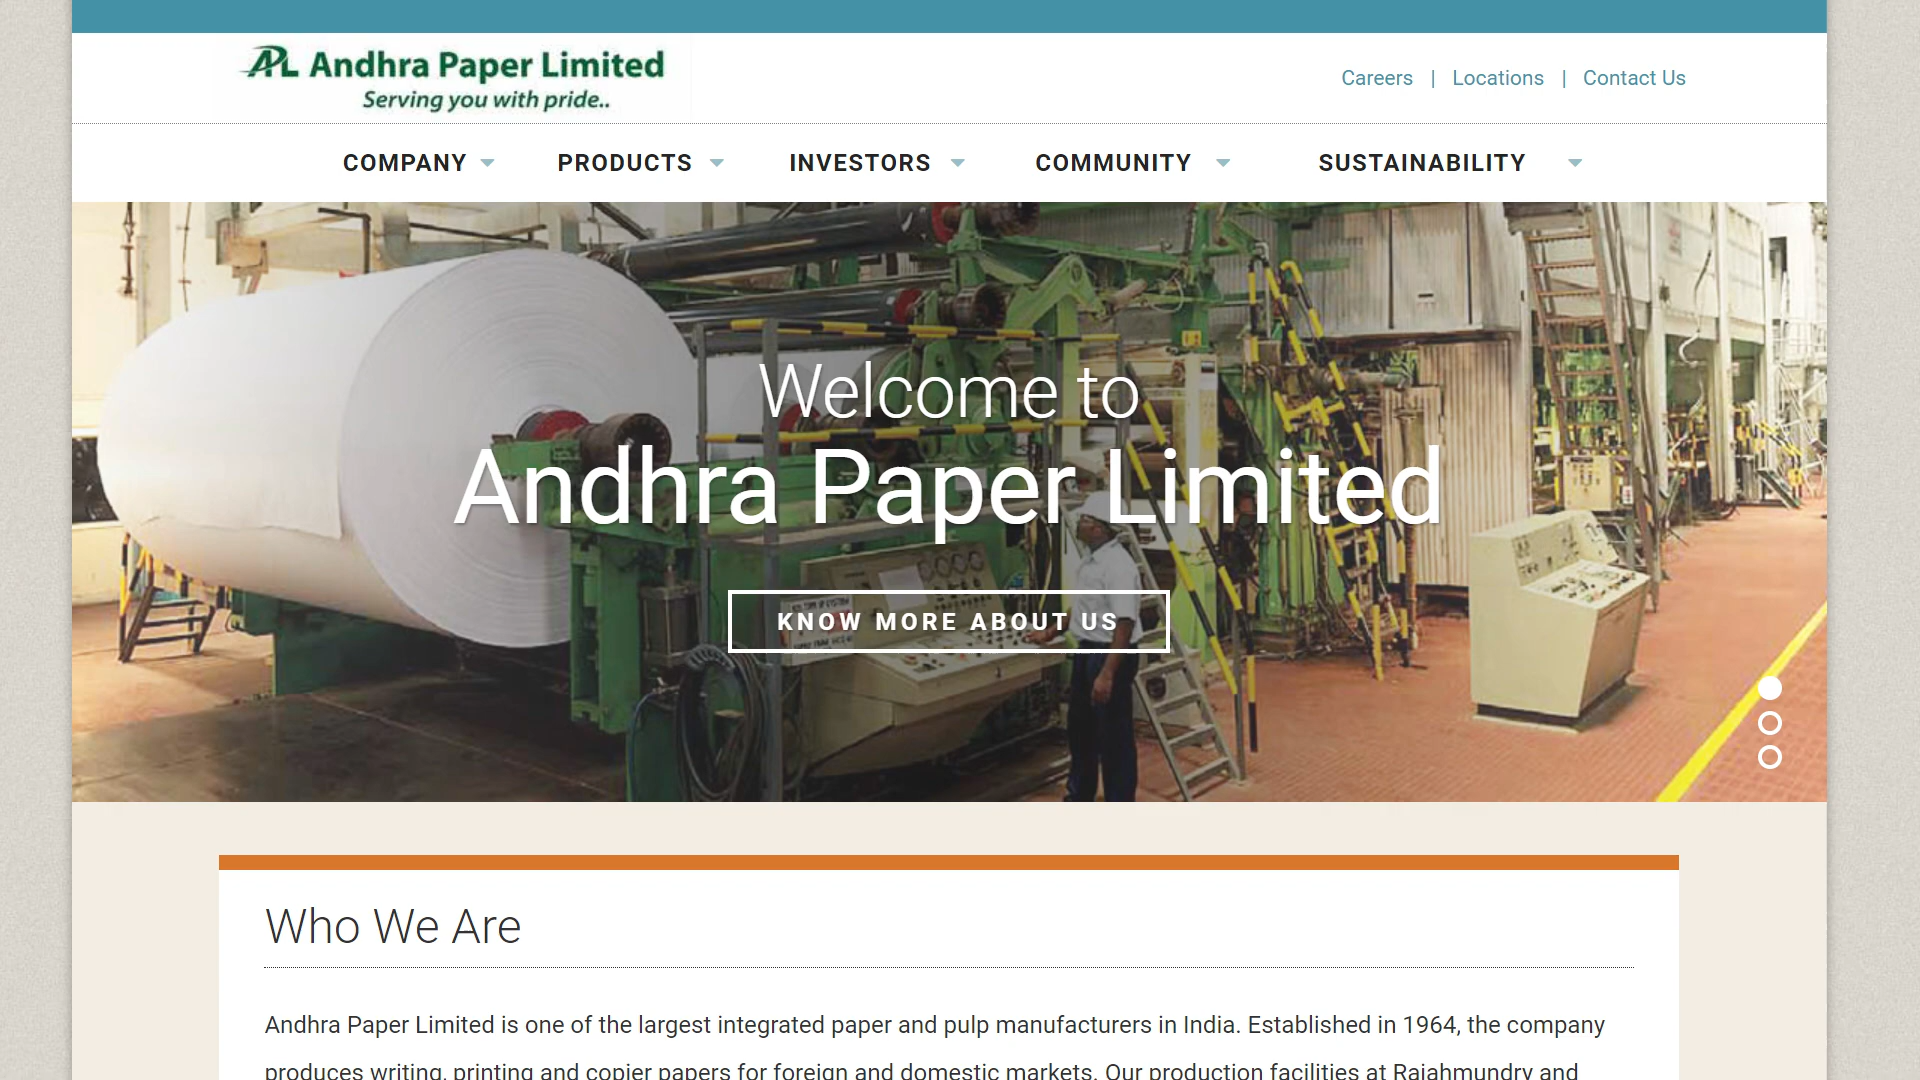 APL Andhra Paper Limited
Serving you with pride..
Careers | Locations | Contact Us
COMPANY PRODUCTS INVESTORS COMMUNITY SUSTAINABILITY
Welcome to
Andhra Paper Limited
KNOW MORE ABOUT US
Who We Are
Andhra Paper Limited is one of the largest integrated paper and pulp manufacturers in India. Established in 1964, the company
produces writing, printing and copier papers for foreign and domestic markets. Our production facilities at Rajahmundry and